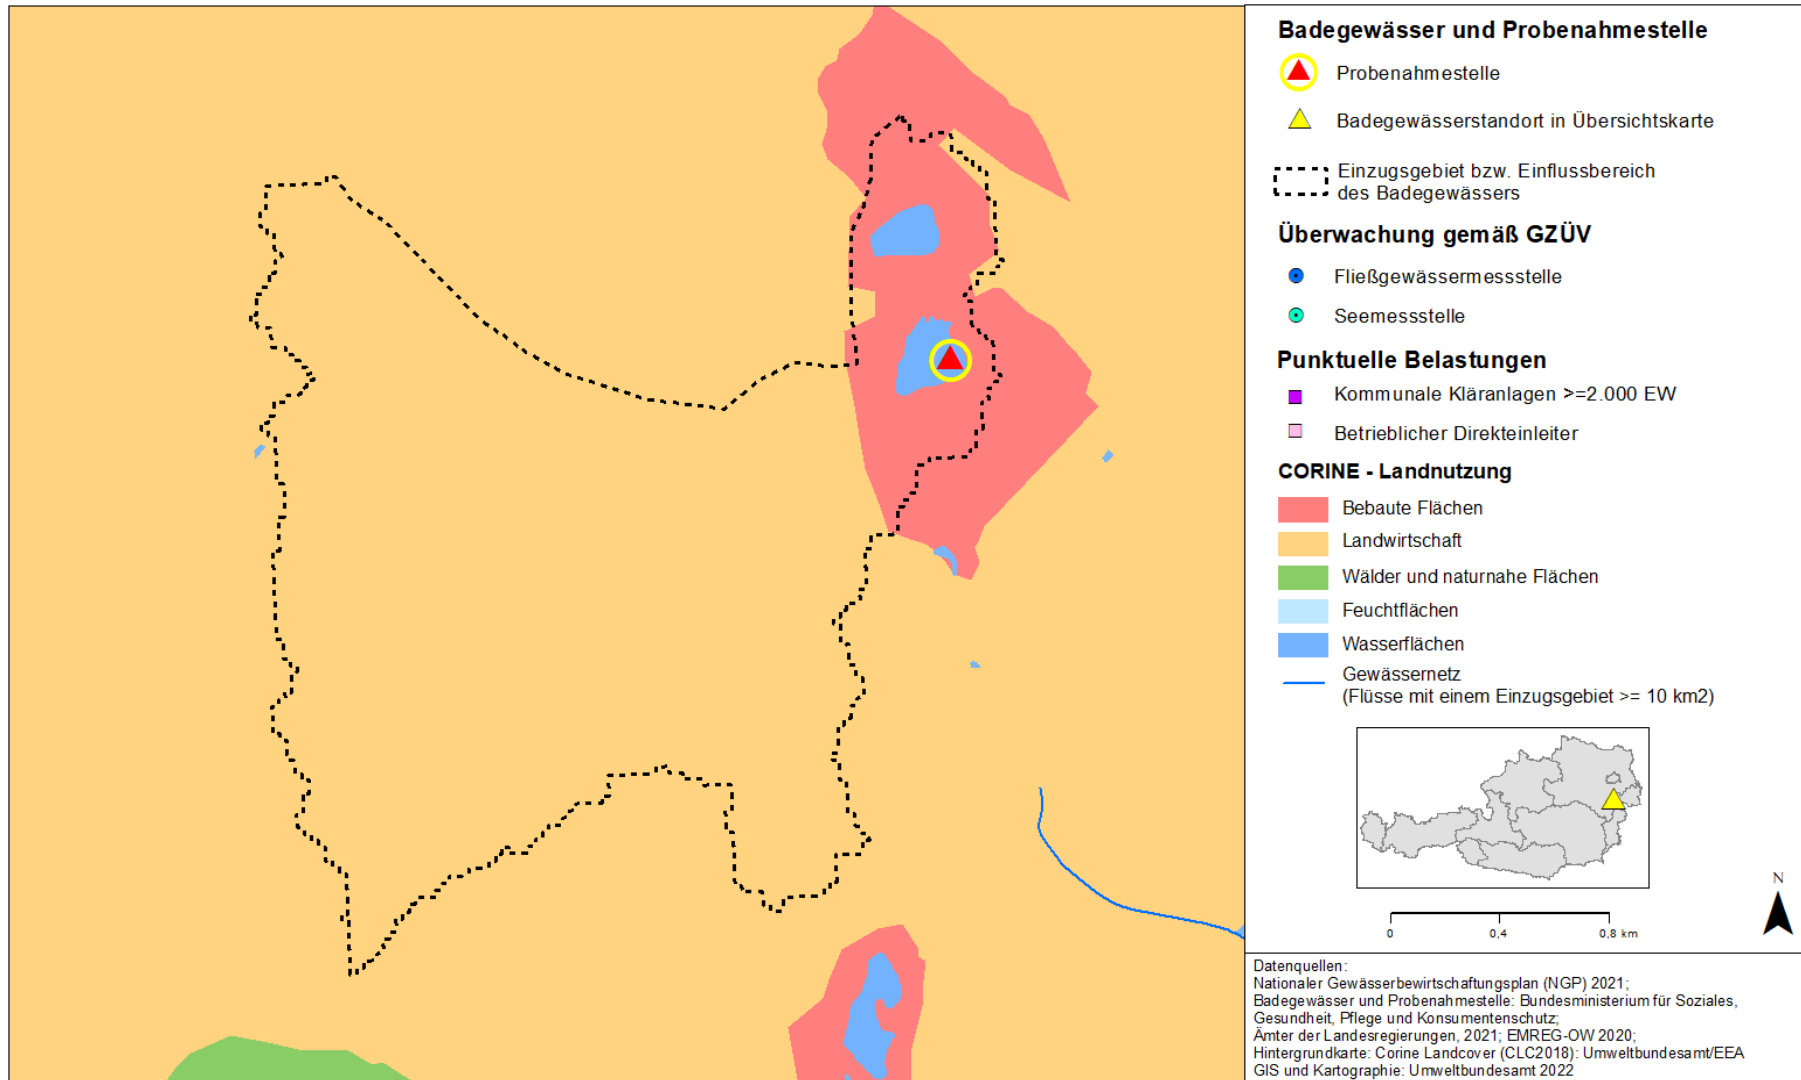 Badegewässer und Probenahmestelle
Probenahmestelle
Badegewässerstandort in Übersichtskarte
Einzugsgebiet bzw. Einflussbereich
des Badegewässers
Überwachung gemäß GZÜV
Fließgewässermessstelle
Seemessstelle
Punktuelle Belastungen
Kommunale Kläranlagen >=2.000 EW
Betrieblicher Direkteinleiter
CORINE - Landnutzung
Bebaute Flächen
Landwirtschaft
Wälder und naturnahe Flächen
Feuchtflächen
Wasserflächen
Gewässernetz
(Flüsse mit einem Einzugsgebiet >= 10 km2)
N
0 0,4 0,8 km
Datenquellen:
Nationaler Gewässerbewirtschaftungsplan (NGP) 2021;
Badegewässer und Probenahmestelle: Bundesministerium für Soziales,
Gesundheit, Pflege und Konsumentenschutz;
Ämter der Landesregierungen, 2021; EMREG-OW 2020;
Hintergrundkarte: Corine Landcover (CLC2018): Umweltbundesamt/EEA
GIS und Kartographie: Umweltbundesamt 2022